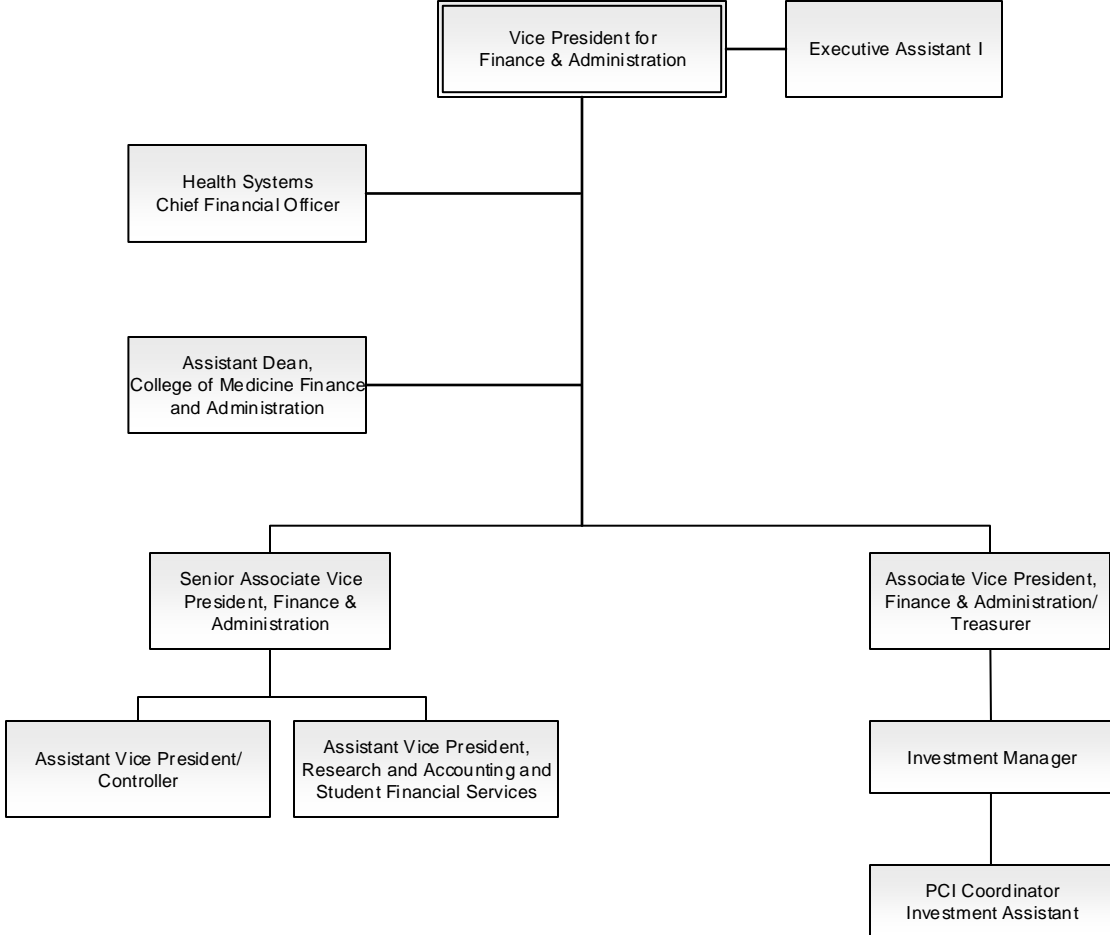 Vice President for
Finance & Administration
Executive Assistant I
Health Systems
Chief Financial Officer
Assistant Dean,
College of Medicine Finance
and Administration
Senior Associate Vice
President, Finance &
Administration
Associate Vice President,
Finance & Administration/
Treasurer
Assistant Vice President/
Controller
Assistant Vice President,
Research and Accounting and
Student Financial Services
Investment Manager
PCI Coordinator
Investment Assistant